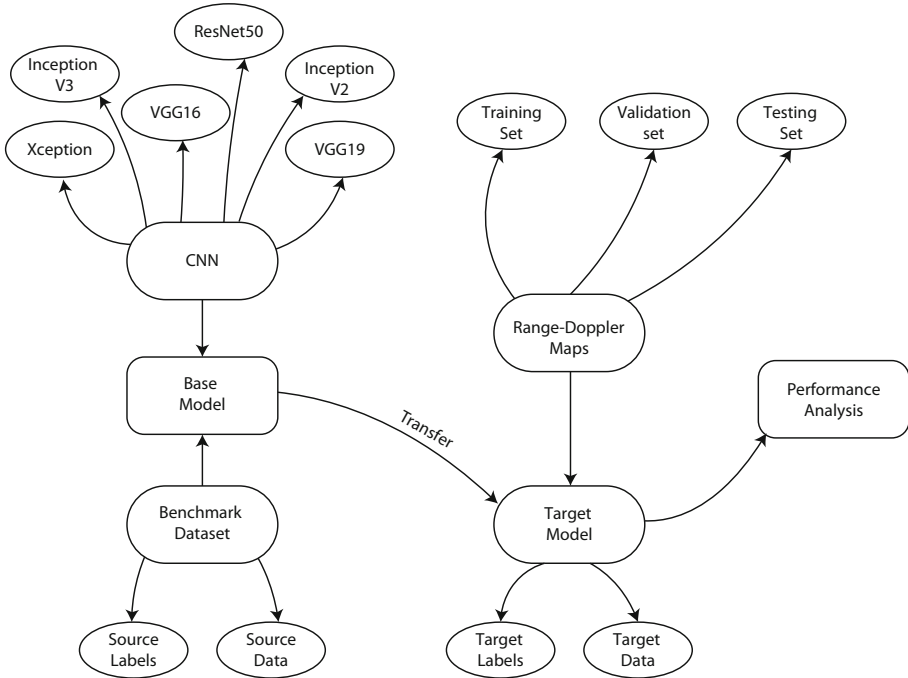 ResNet50
Inception
V3
Inception
V2
VGG16
Training
Set
Validation
set
Testing
Set
Xception
VGG19
CNN
Range-Doppler
Maps
Base
Model
Performance
Analysis
Transfer
Benchmark
Dataset
Target
Model
Source
Labels
Source
Data
Target
Labels
Target
Data